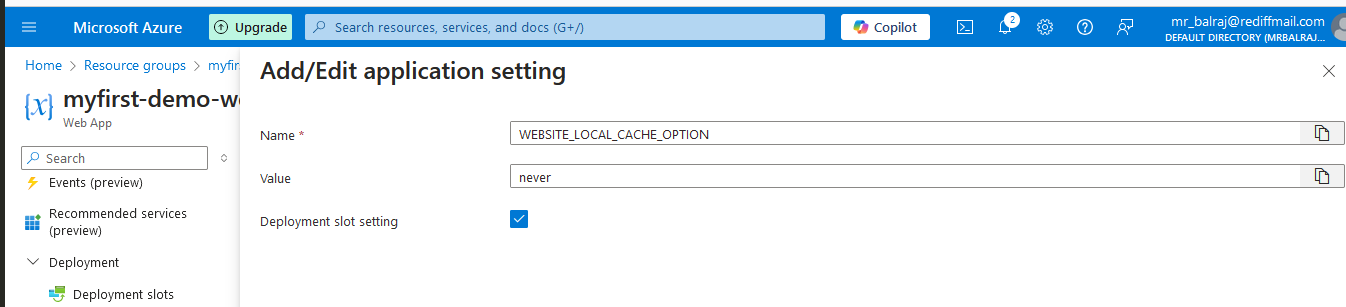 Microsoft Azure
Upgrade
Search resources, services, and docs (G+/)
Copilot
2
mr_balraj@rediffmail.com
DEFAULT DIRECTORY (MRBALRAJ...
Home > Resource groups > myfir
myfirst-demo-w
Web App
Search
Events (preview)
Recommended services
(preview)
Deployment
Deployment slots
Add/Edit application setting
Name *
WEBSITE_LOCAL_CACHE_OPTION
Value
never
Deployment slot setting